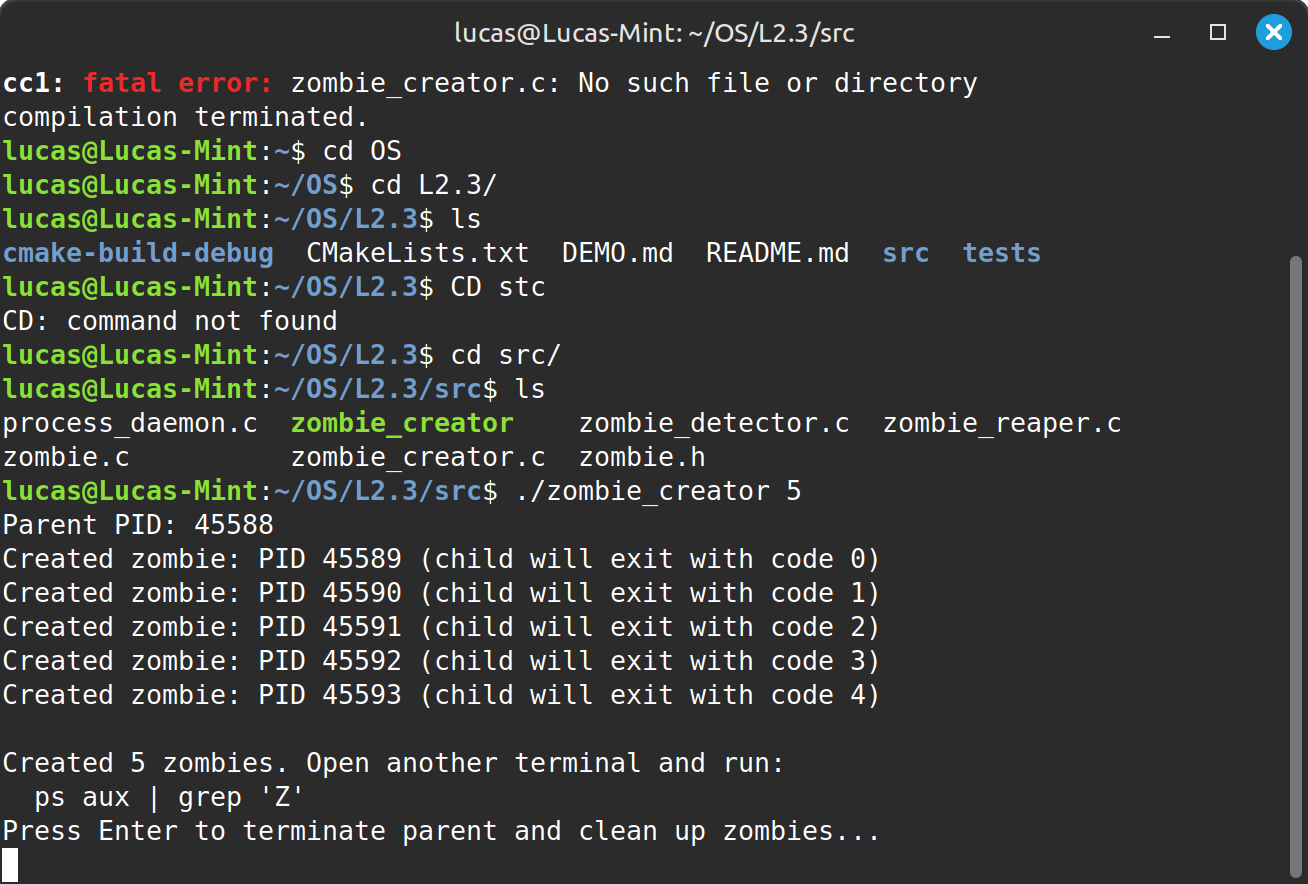 lucas@Lucas-Mint: ~/OS/L2.3/src
cc1: fatal error: zombie_creator.c: No such file or directory
compilation terminated.
lucas@Lucas-Mint:~$ cd OS
lucas@Lucas-Mint:~/OS$ cd L2.3/
lucas@Lucas-Mint:~/OS/L2.3$ ls
cmake-build-debug  CMakeLists.txt  DEMO.md  README.md  src  tests
lucas@Lucas-Mint:~/OS/L2.3$ CD stc
CD: command not found
lucas@Lucas-Mint:~/OS/L2.3$ cd src/
lucas@Lucas-Mint:~/OS/L2.3/src$ ls
process_daemon.c  zombie_creator    zombie_detector.c  zombie_reaper.c
zombie.c          zombie_creator.c  zombie.h
lucas@Lucas-Mint:~/OS/L2.3/src$ ./zombie_creator 5
Parent PID: 45588
Created zombie: PID 45589 (child will exit with code 0)
Created zombie: PID 45590 (child will exit with code 1)
Created zombie: PID 45591 (child will exit with code 2)
Created zombie: PID 45592 (child will exit with code 3)
Created zombie: PID 45593 (child will exit with code 4)

Created 5 zombies. Open another terminal and run:
  ps aux | grep 'Z'
Press Enter to terminate parent and clean up zombies...